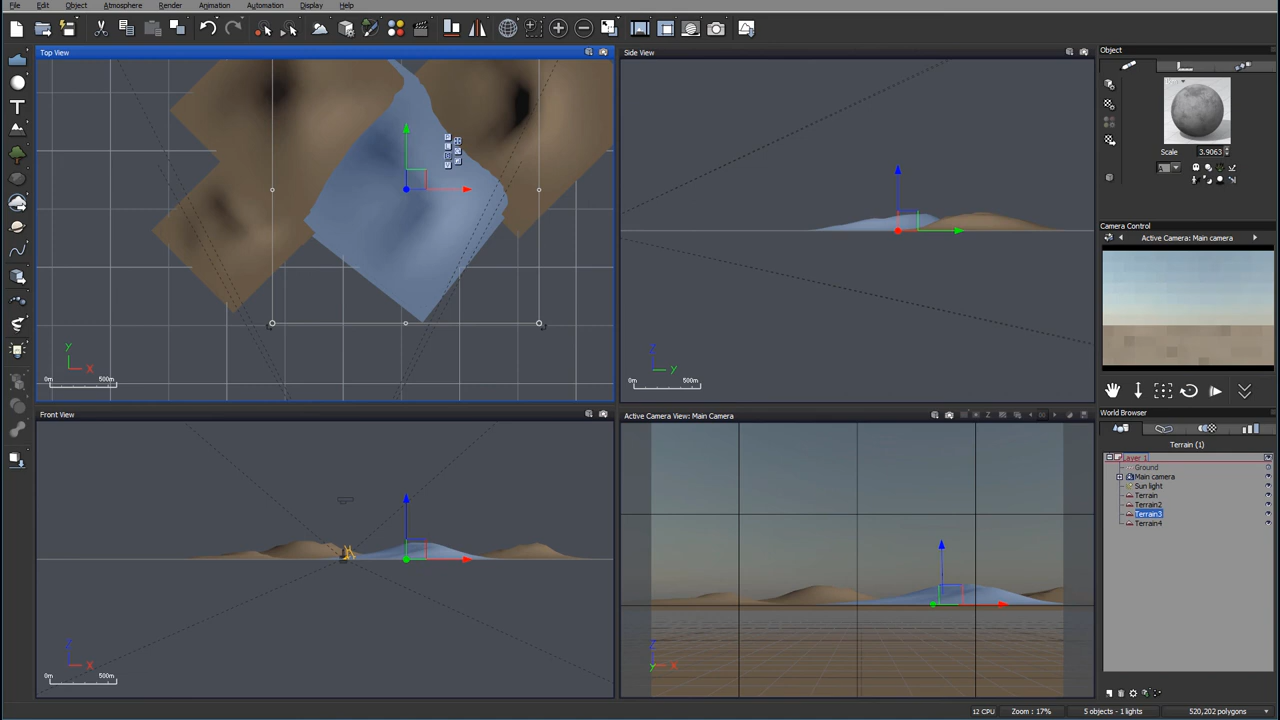 File Edit Object Atmosphere Render Animation Automation Display Help
Top View
Side View
Object
Scale 3.9063
Camera Control
Active Camera: Main camera
Y
X
0m 500m
Z
Y
0m 500m
Front View
Active Camera View: Main Camera
World Browser
Terrain (1)
Layer 1
Ground
Main camera
Sun light
Terrain
Terrain2
Terrain3
Terrain4
Z
X
0m 500m
Z
Y X
12 CPU Zoom : 17% 5 objects - 1 lights 520,202 polygons